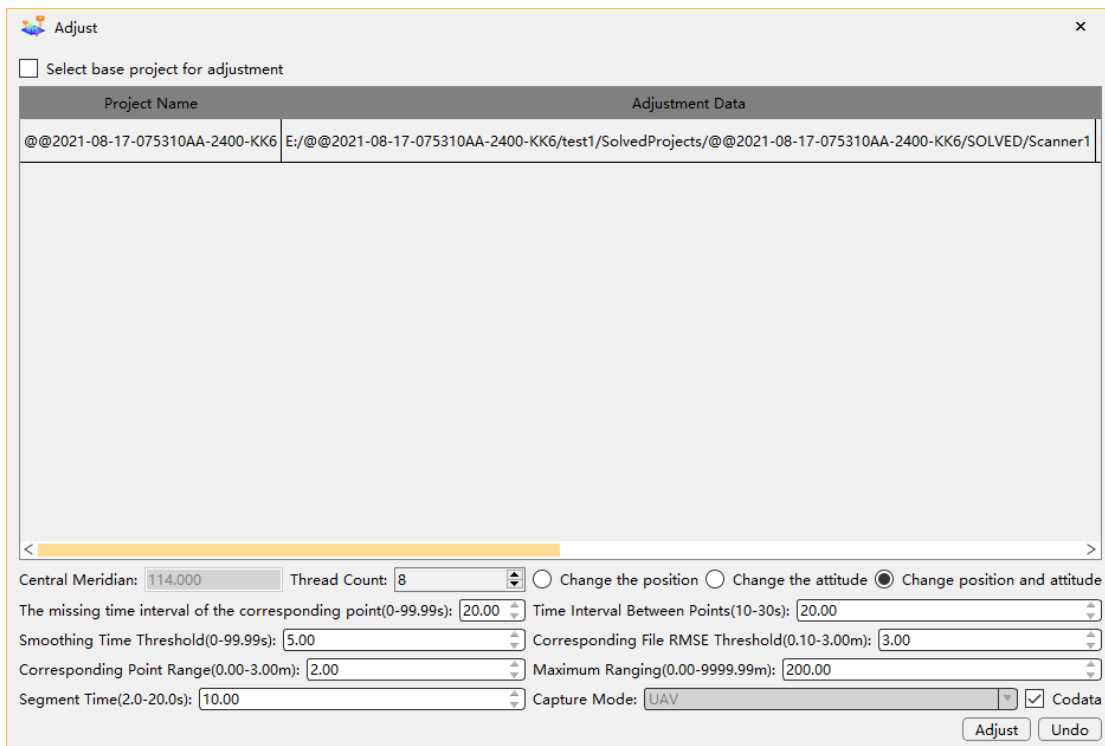 Adjust
Select base project for adjustment
Project Name Adjustment Data
@@2021-08-17-075310AA-2400-KK6 E:/@@2021-08-17-075310AA-2400-KK6/test1/SolvedProjects/@@2021-08-17-075310AA-2400-KK6/SOLVED/Scanner1
Central Meridian: 114.000 Thread Count: 8 Change the position Change the attitude Change position and attitude
The missing time interval of the corresponding point(0-99.99s): 20.00 Time Interval Between Points(10-30s): 20.00
Smoothing Time Threshold(0-99.99s): 5.00 Corresponding File RMSE Threshold(0.10-3.00m): 3.00
Corresponding Point Range(0.00-3.00m): 2.00 Maximum Ranging(0.00-9999.99m): 200.00
Segment Time(2.0-20.0s): 10.00 Capture Mode: UAV Codata
Adjust Undo